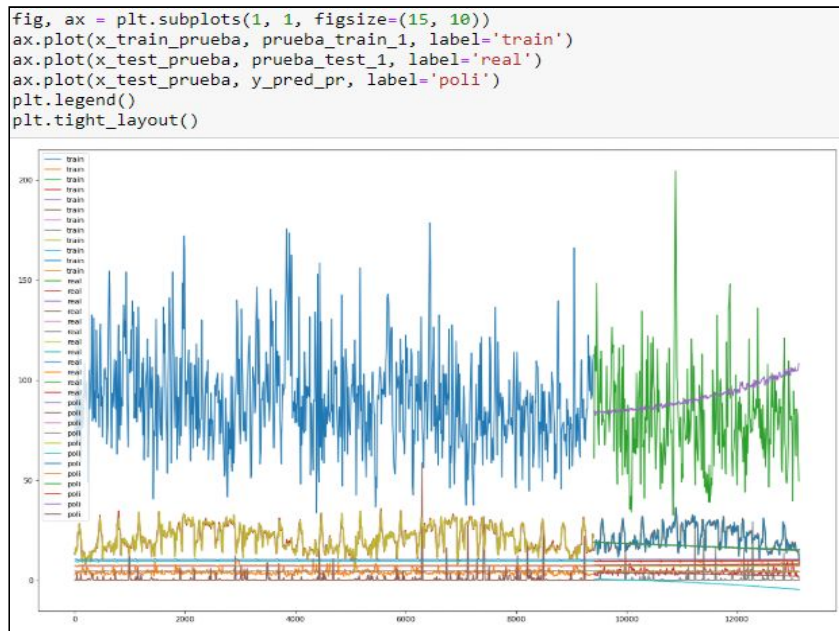 fig, ax = plt.subplots(1, 1, figsize=(15, 10))
ax.plot(x_train_prueba, prueba_train_1, label='train')
ax.plot(x_test_prueba, prueba_test_1, label='real')
ax.plot(x_test_prueba, y_pred_pr, label='poli')
plt.legend()
plt.tight_layout()
train
train
train
train
train
train
train
train
train
train
train
train
real
real
real
real
real
real
real
real
real
real
real
real
poli
poli
poli
poli
poli
poli
poli
poli
poli
poli
poli
poli
200
150
100
50
0
0
2000
4000
6000
8000
10000
12000